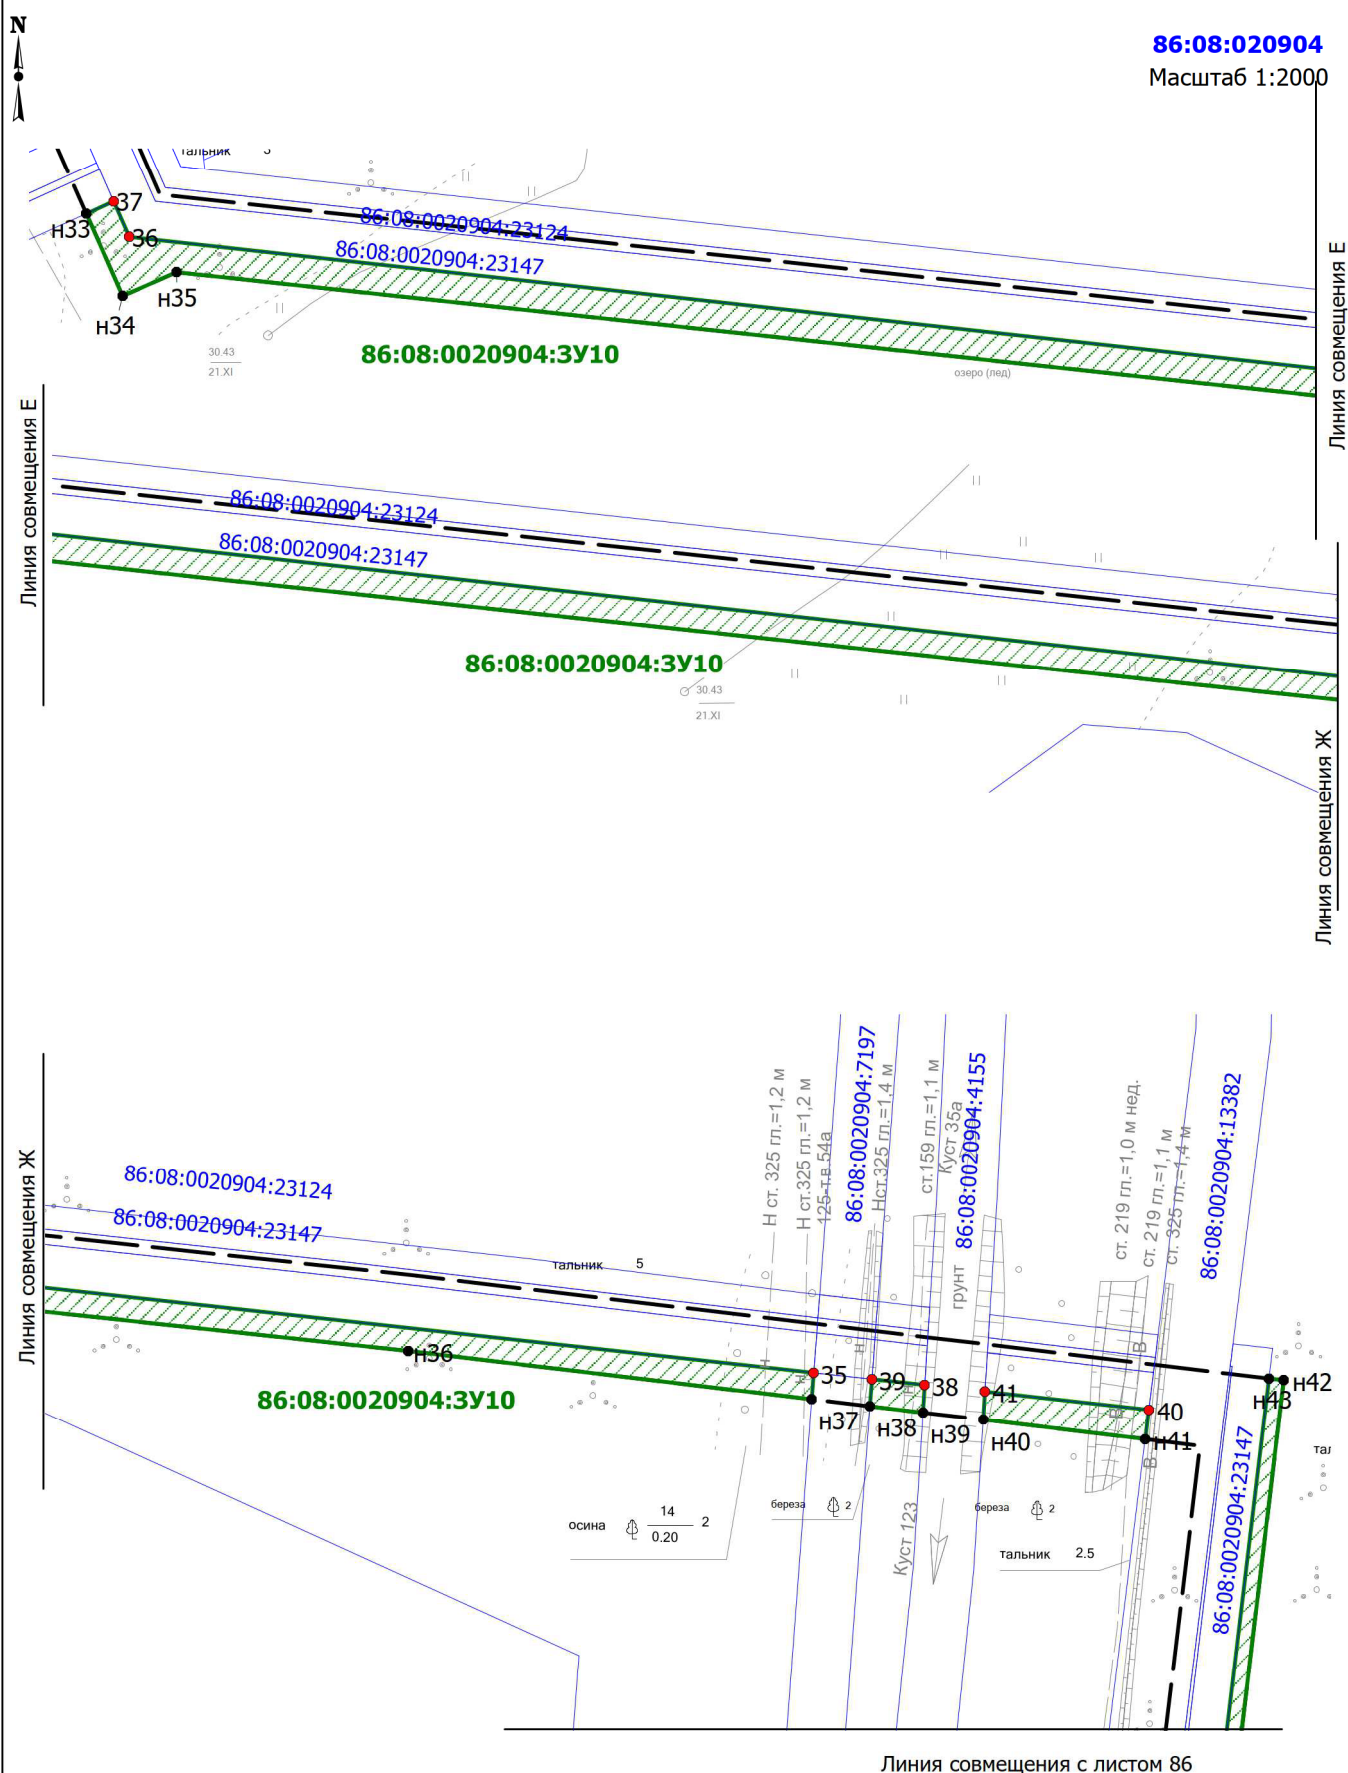 N
86:08:020904
Масштаб 1:2000
тальник
37
н33
36
н35
н34
86:08:0020904:23124
86:08:0020904:23147
86:08:0020904:ЗУ10
30.43
21.XI
озеро (лед)
Линия совмещения Е
Линия совмещения Е
86:08:0020904:23124
86:08:0020904:23147
86:08:0020904:ЗУ10
30.43
21.XI
Линия совмещения Ж
Линия совмещения Ж
86:08:0020904:23124
86:08:0020904:23147
тальник 5
Н ст. 325 гл.=1,2 м
Н ст.325 гл.=1,2 м
125-т.в.54а
86:08:0020904:7197
Нст.325 гл.=1,4 м
ст.159 гл.=1,1 м
Куст 35а
86:08:0020904:4155
грунт
ст. 219 гл.=1,0 м нед.
ст. 219 гл.=1,1 м
ст. 325 гл.=1,4 м
86:08:0020904:13382
н36
35
39
38
41
40
н42
н43
н37
н38
н39
н40
н41
Н
Н
Н
Н
В
В
В
86:08:0020904:ЗУ10
86:08:0020904:23147
тал
осина 14 2
0.20
береза 2
береза 2
Куст 123
тальник 2.5
Линия совмещения с листом 86